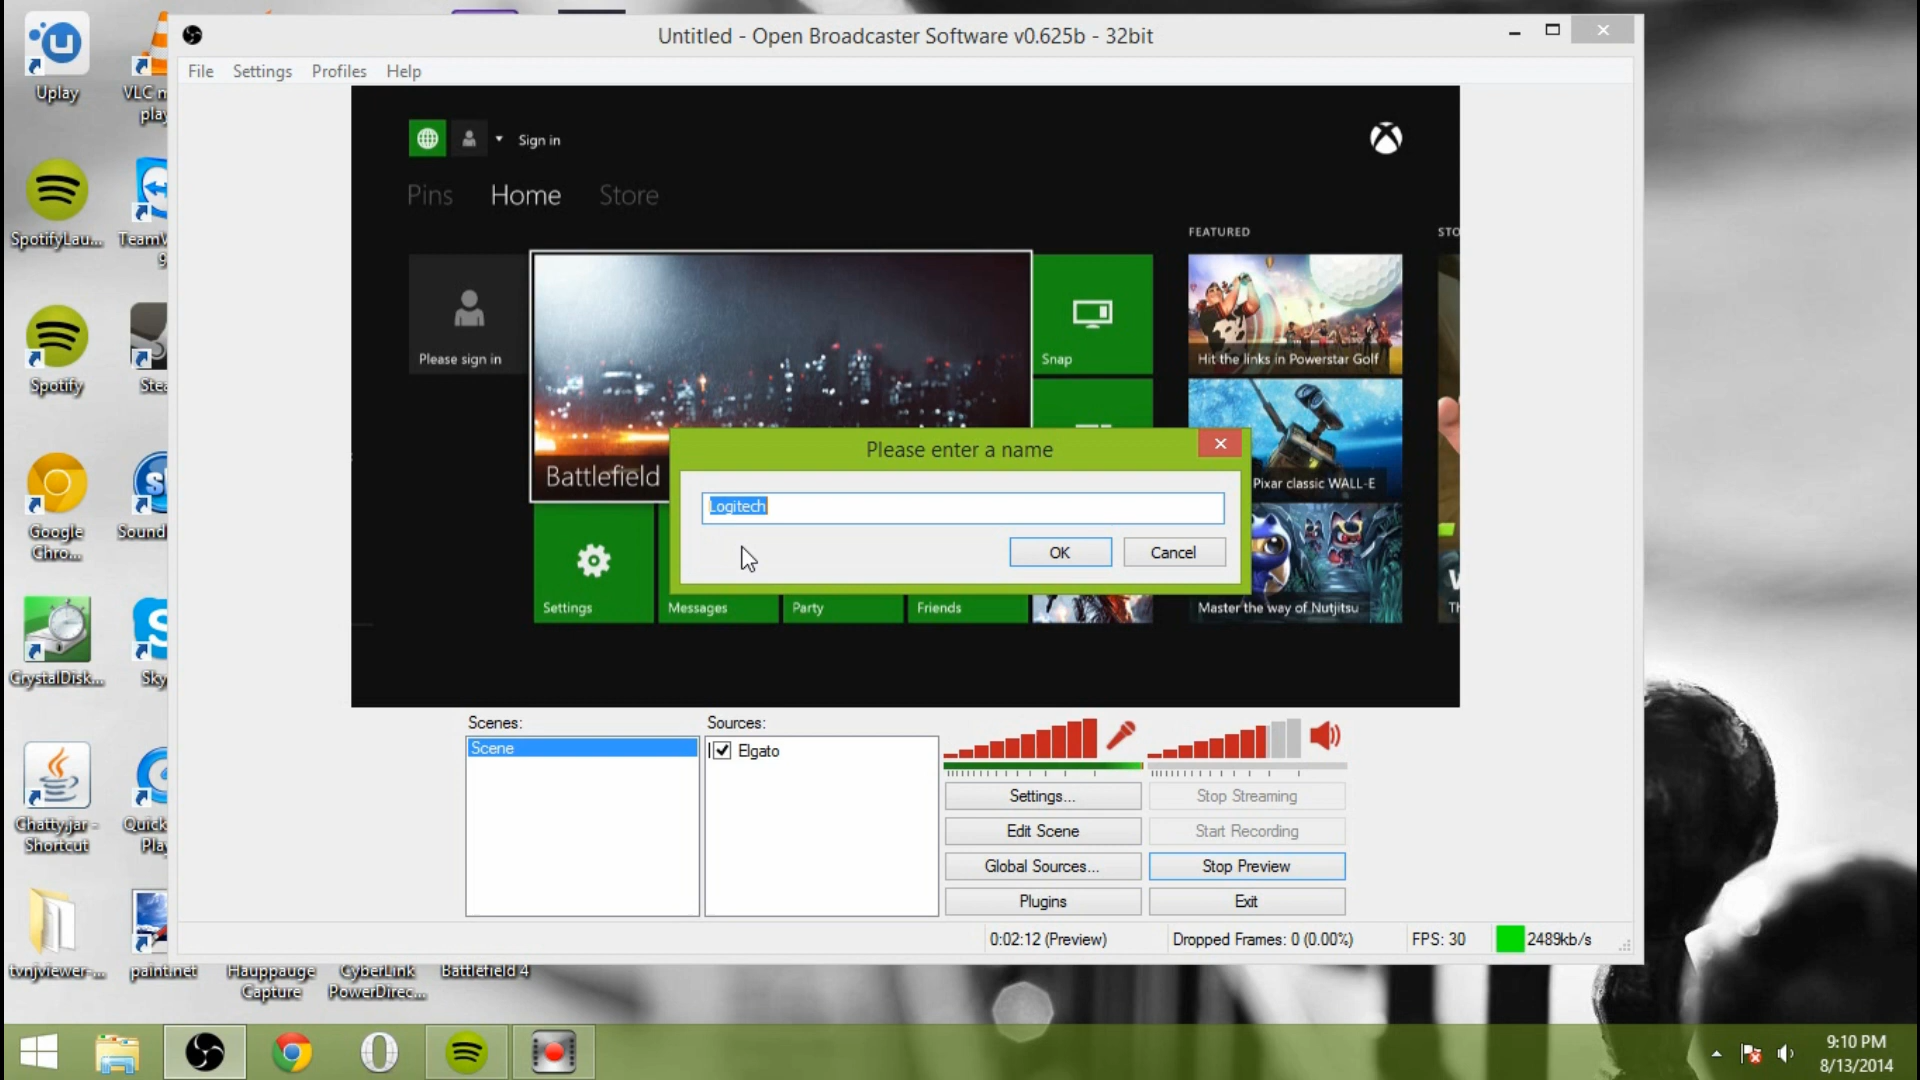 Untitled - Open Broadcaster Software v0.625b - 32bit
File Settings Profiles Help
Uplay
VLC m
play
SpotifyLau...
TeamV
9
Spotify
Stea
Google
Chro...
Sound
CrystalDisk...
Sky
Chatty.jar -
Shortcut
Quick
Pla
tvnjviewer-...
paint.net
Hauppauge
Capture
CyberLink
PowerDirec...
Battlefield 4
Sign in
Pins Home Store
FEATURED
STO
Please sign in
Snap
Hit the links in Powerstar Golf
Battlefield
Pixar classic WALL-E
Settings
Messages
Party
Friends
Master the way of Nutjitsu
Th
Please enter a name
Logitech
OK
Cancel
Scenes:
Scene
Sources:
Elgato
Settings...
Stop Streaming
Edit Scene
Start Recording
Global Sources...
Stop Preview
Plugins
Exit
0:02:12 (Preview)
Dropped Frames: 0 (0.00%)
FPS: 30
2489kb/s
9:10 PM
8/13/2014